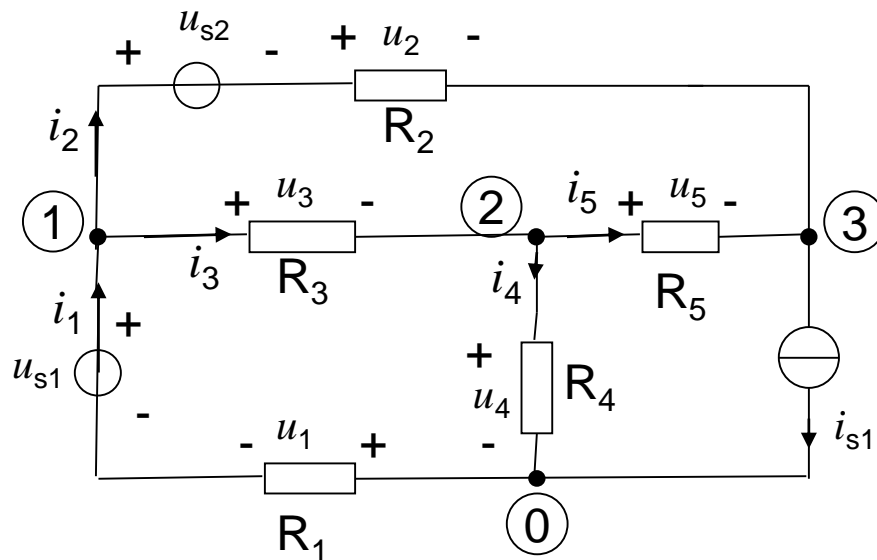 u_s2
+ - + u_2 -
i_2
R_2
1 + u_3 - 2 i_5 + u_5 - 3
i_3 R_3 i_4 R_5
i_1 +
u_s1
+ u_4 R_4
- - u_1 + - i_s1
R_1 0